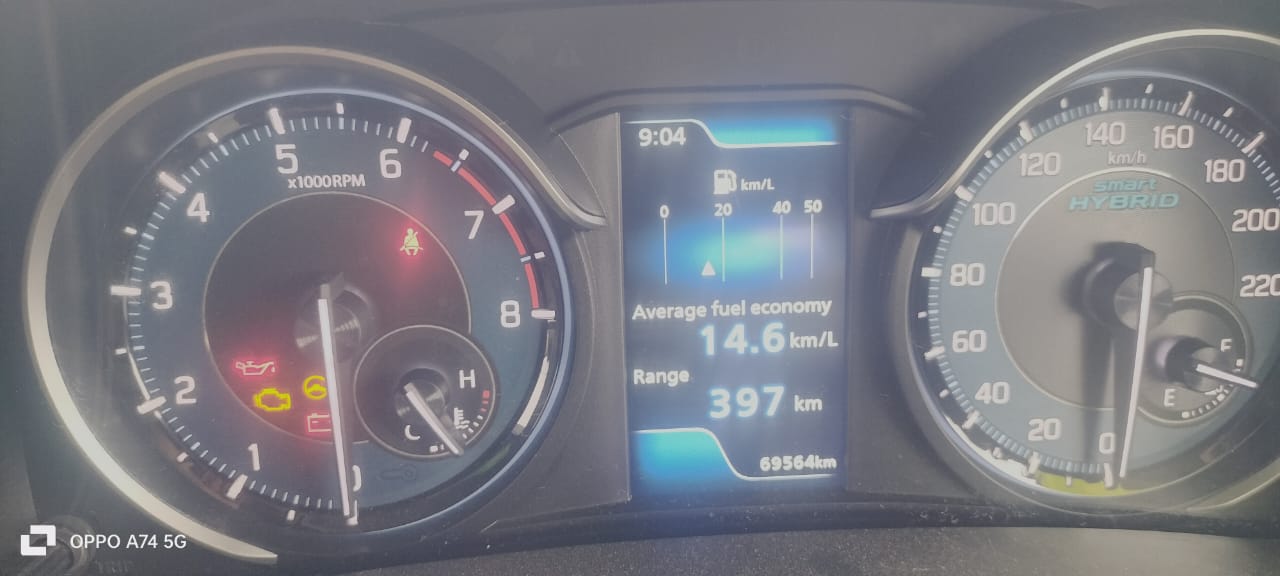 5
6
x1000RPM
4
7
3
8
2
1
0
H
C
9:04
km/L
0 20 40 50
Average fuel economy
14.6 km/L
Range
397 km
69564km
140
160
km/h
120
180
smart
HYBRID
100
200
80
220
60
40
20
0
F
E
OPPO A74 5G
TRIP